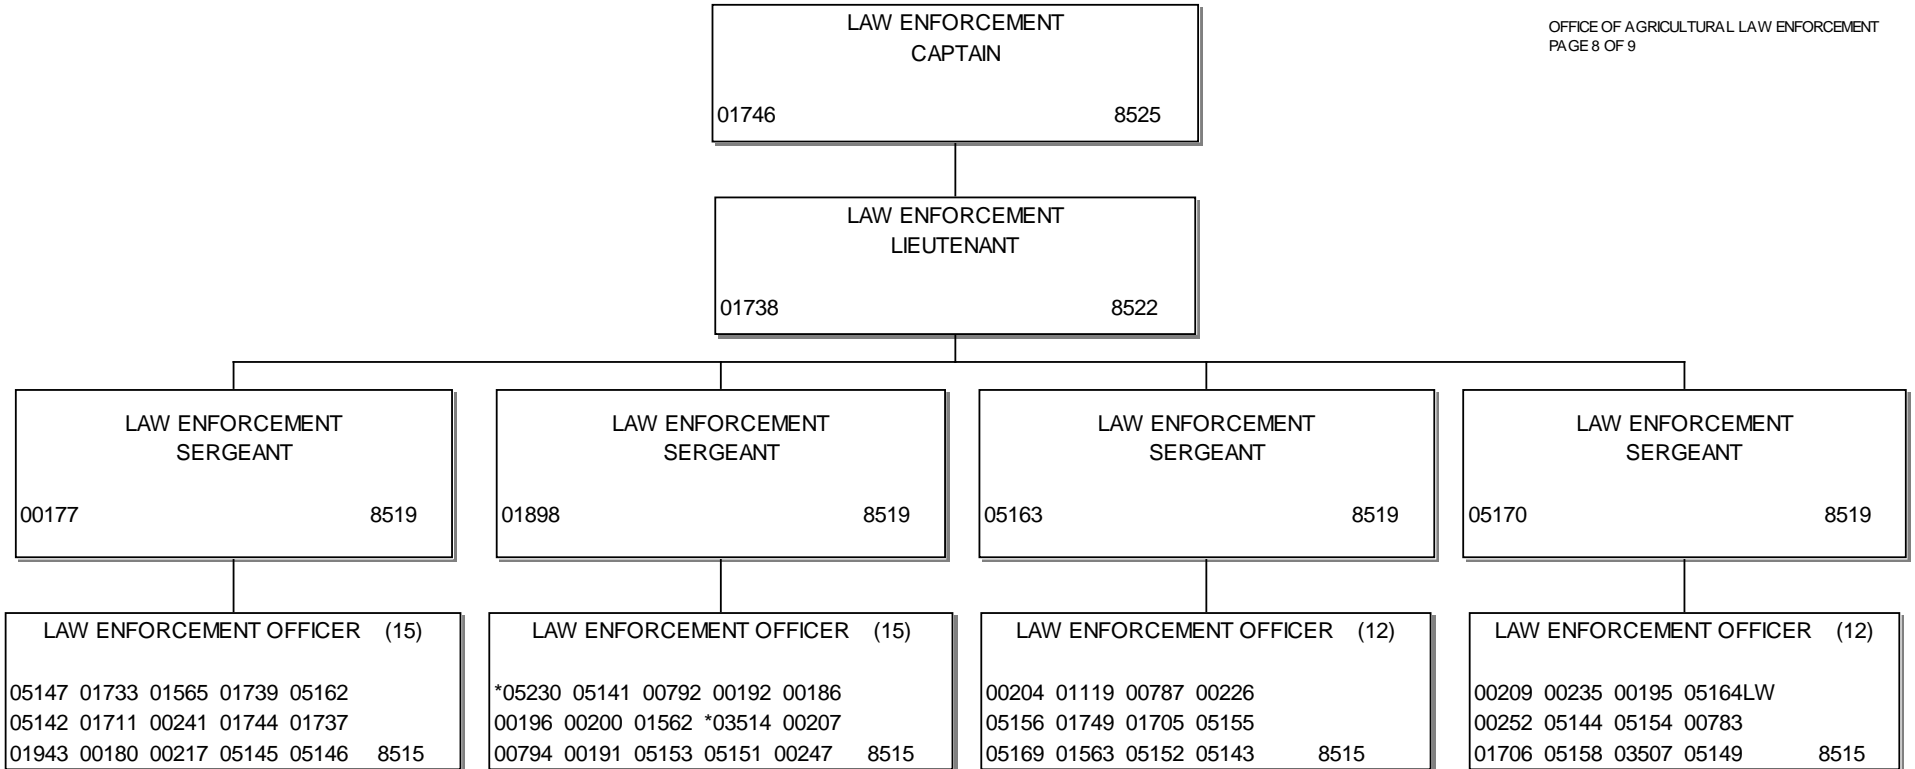 OFFICE OF AGRICULTURAL LAW ENFORCEMENT
PAGE 8 OF 9
LAW ENFORCEMENT
CAPTAIN
01746 8525
LAW ENFORCEMENT
LIEUTENANT
01738 8522
LAW ENFORCEMENT
SERGEANT
00177 8519
LAW ENFORCEMENT
SERGEANT
01898 8519
LAW ENFORCEMENT
SERGEANT
05163 8519
LAW ENFORCEMENT
SERGEANT
05170 8519
LAW ENFORCEMENT OFFICER (15)
05147 01733 01565 01739 05162
05142 01711 00241 01744 01737
01943 00180 00217 05145 05146 8515
LAW ENFORCEMENT OFFICER (15)
*05230 05141 00792 00192 00186
00196 00200 01562 *03514 00207
00794 00191 05153 05151 00247 8515
LAW ENFORCEMENT OFFICER (12)
00204 01119 00787 00226
05156 01749 01705 05155
05169 01563 05152 05143 8515
LAW ENFORCEMENT OFFICER (12)
00209 00235 00195 05164LW
00252 05144 05154 00783
01706 05158 03507 05149 8515